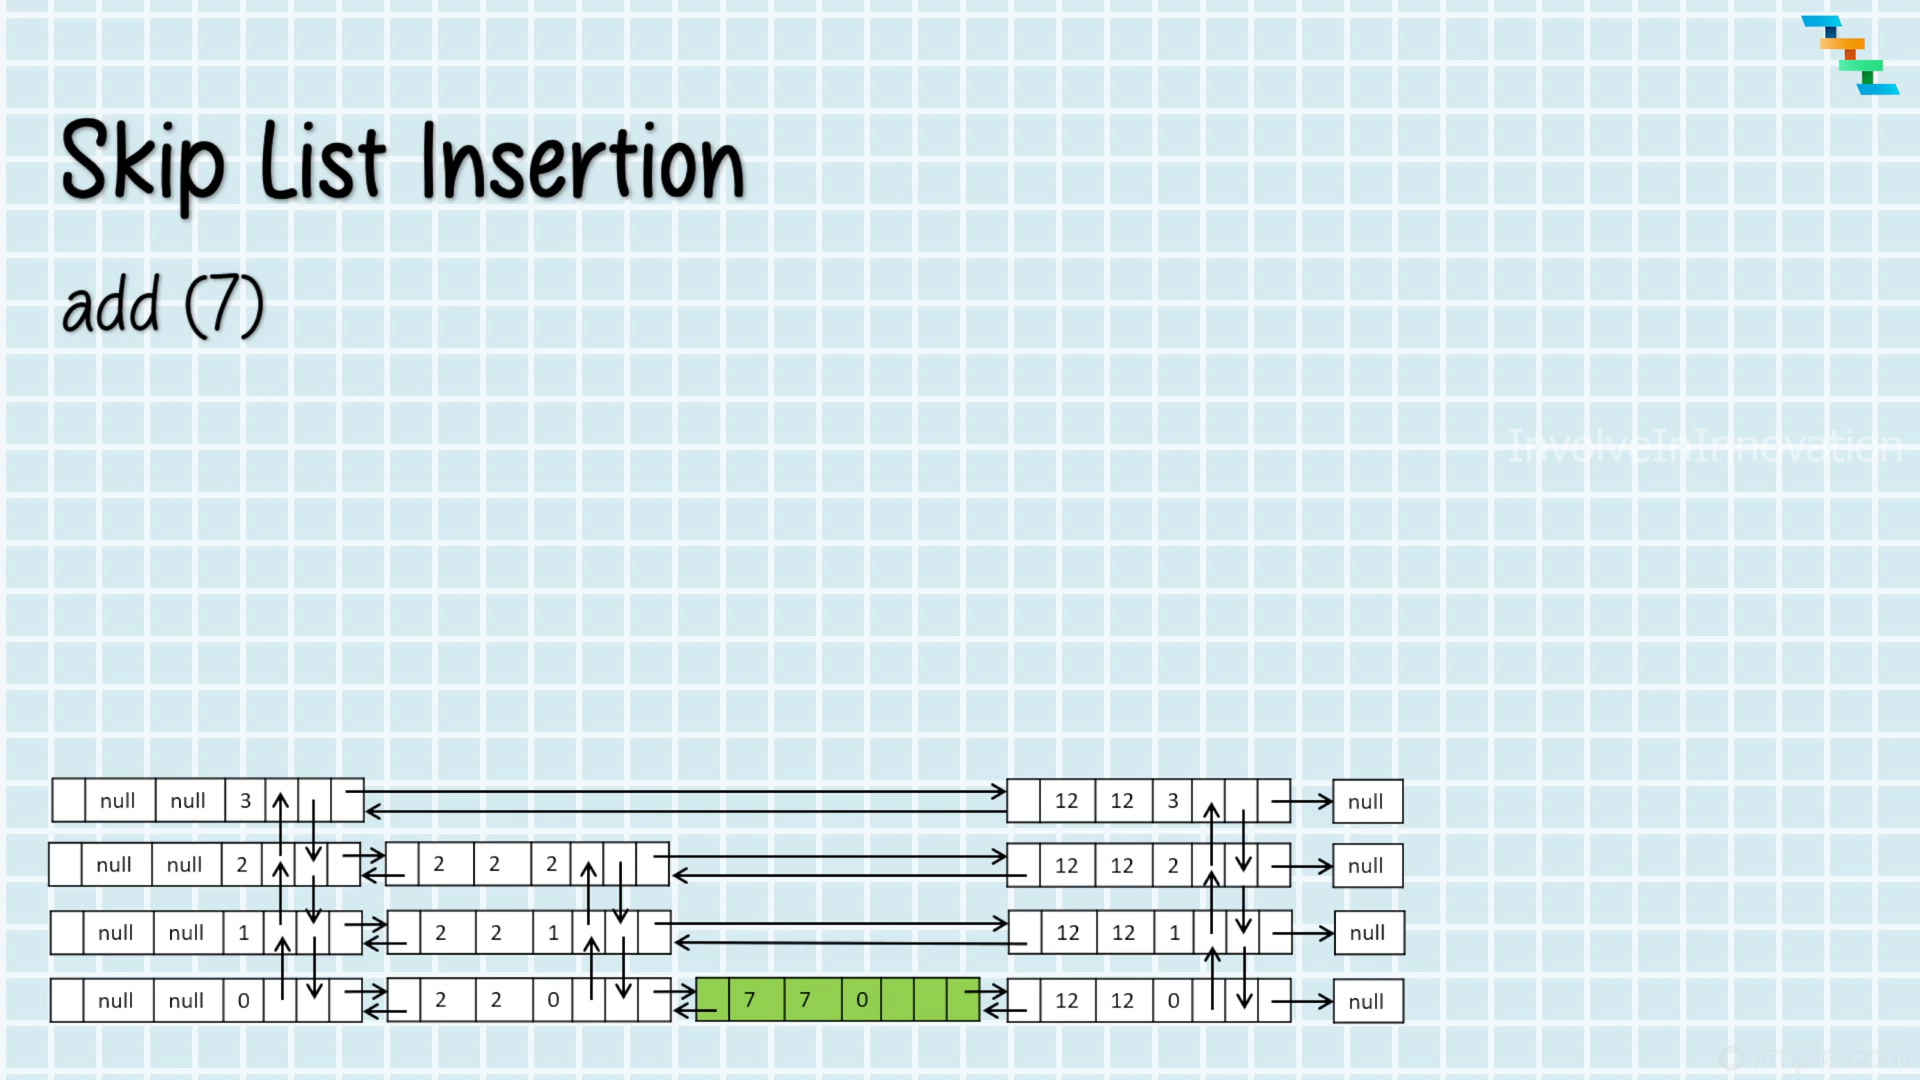 Skip List Insertion
add (7)
InvolveInInnovation
null null 3 12 12 3 null
null null 2 2 2 2 12 12 2 null
null null 1 2 2 1 12 12 1 null
null null 0 2 2 0 7 7 0 12 12 0 null